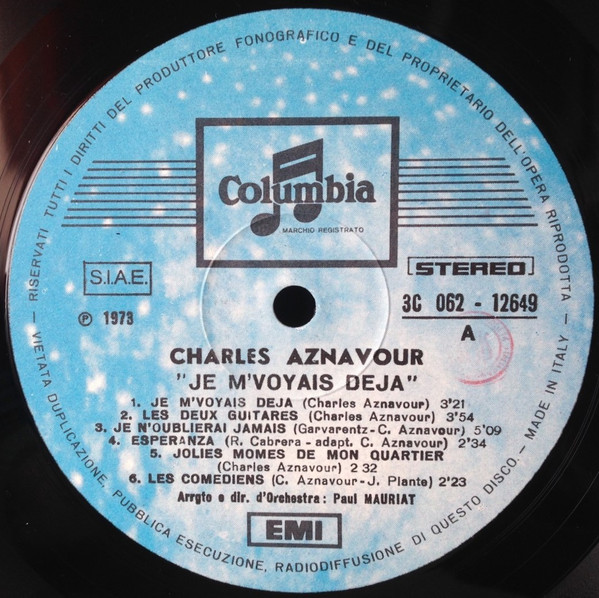 RISERVATI TUTTI I DIRITTI DEL PRODUTTORE FONOGRAFICO E DEL PROPRIETARIO DELL'OPERA RIPRODOTTA
Columbia
MARCHIO REGISTRATO
S.I.A.E.
STEREO
℗ 1973
3C 062 - 12649
A
CHARLES AZNAVOUR
"JE M'VOYAIS DEJA"
1. JE M'VOYAIS DEJA (Charles Aznavour) 3'21
2. LES DEUX GUITARES (Charles Aznavour) 3'54
3. JE N'OUBLIERAI JAMAIS (Garvarentz-C. Aznavour) 5'09
4. ESPERANZA (R. Cabrera-adapt. C. Aznavour) 2'34
5. JOLIES MOMES DE MON QUARTIER
(Charles Aznavour) 2 32
6. LES COMEDIENS (C. Aznavour-J. Plante) 2'23
Arrgto e dir. d'Orchestra: Paul MAURIAT
EMI
VIETATA DUPLICAZIONE, PUBBLICA ESECUZIONE, RADIODIFFUSIONE DI QUESTO DISCO. - MADE IN ITALY -